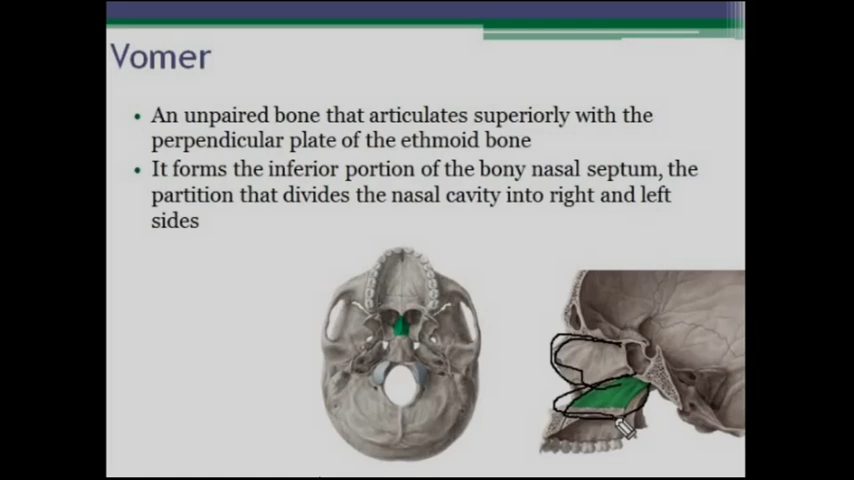 Vomer
• An unpaired bone that articulates superiorly with the
perpendicular plate of the ethmoid bone
• It forms the inferior portion of the bony nasal septum, the
partition that divides the nasal cavity into right and left
sides